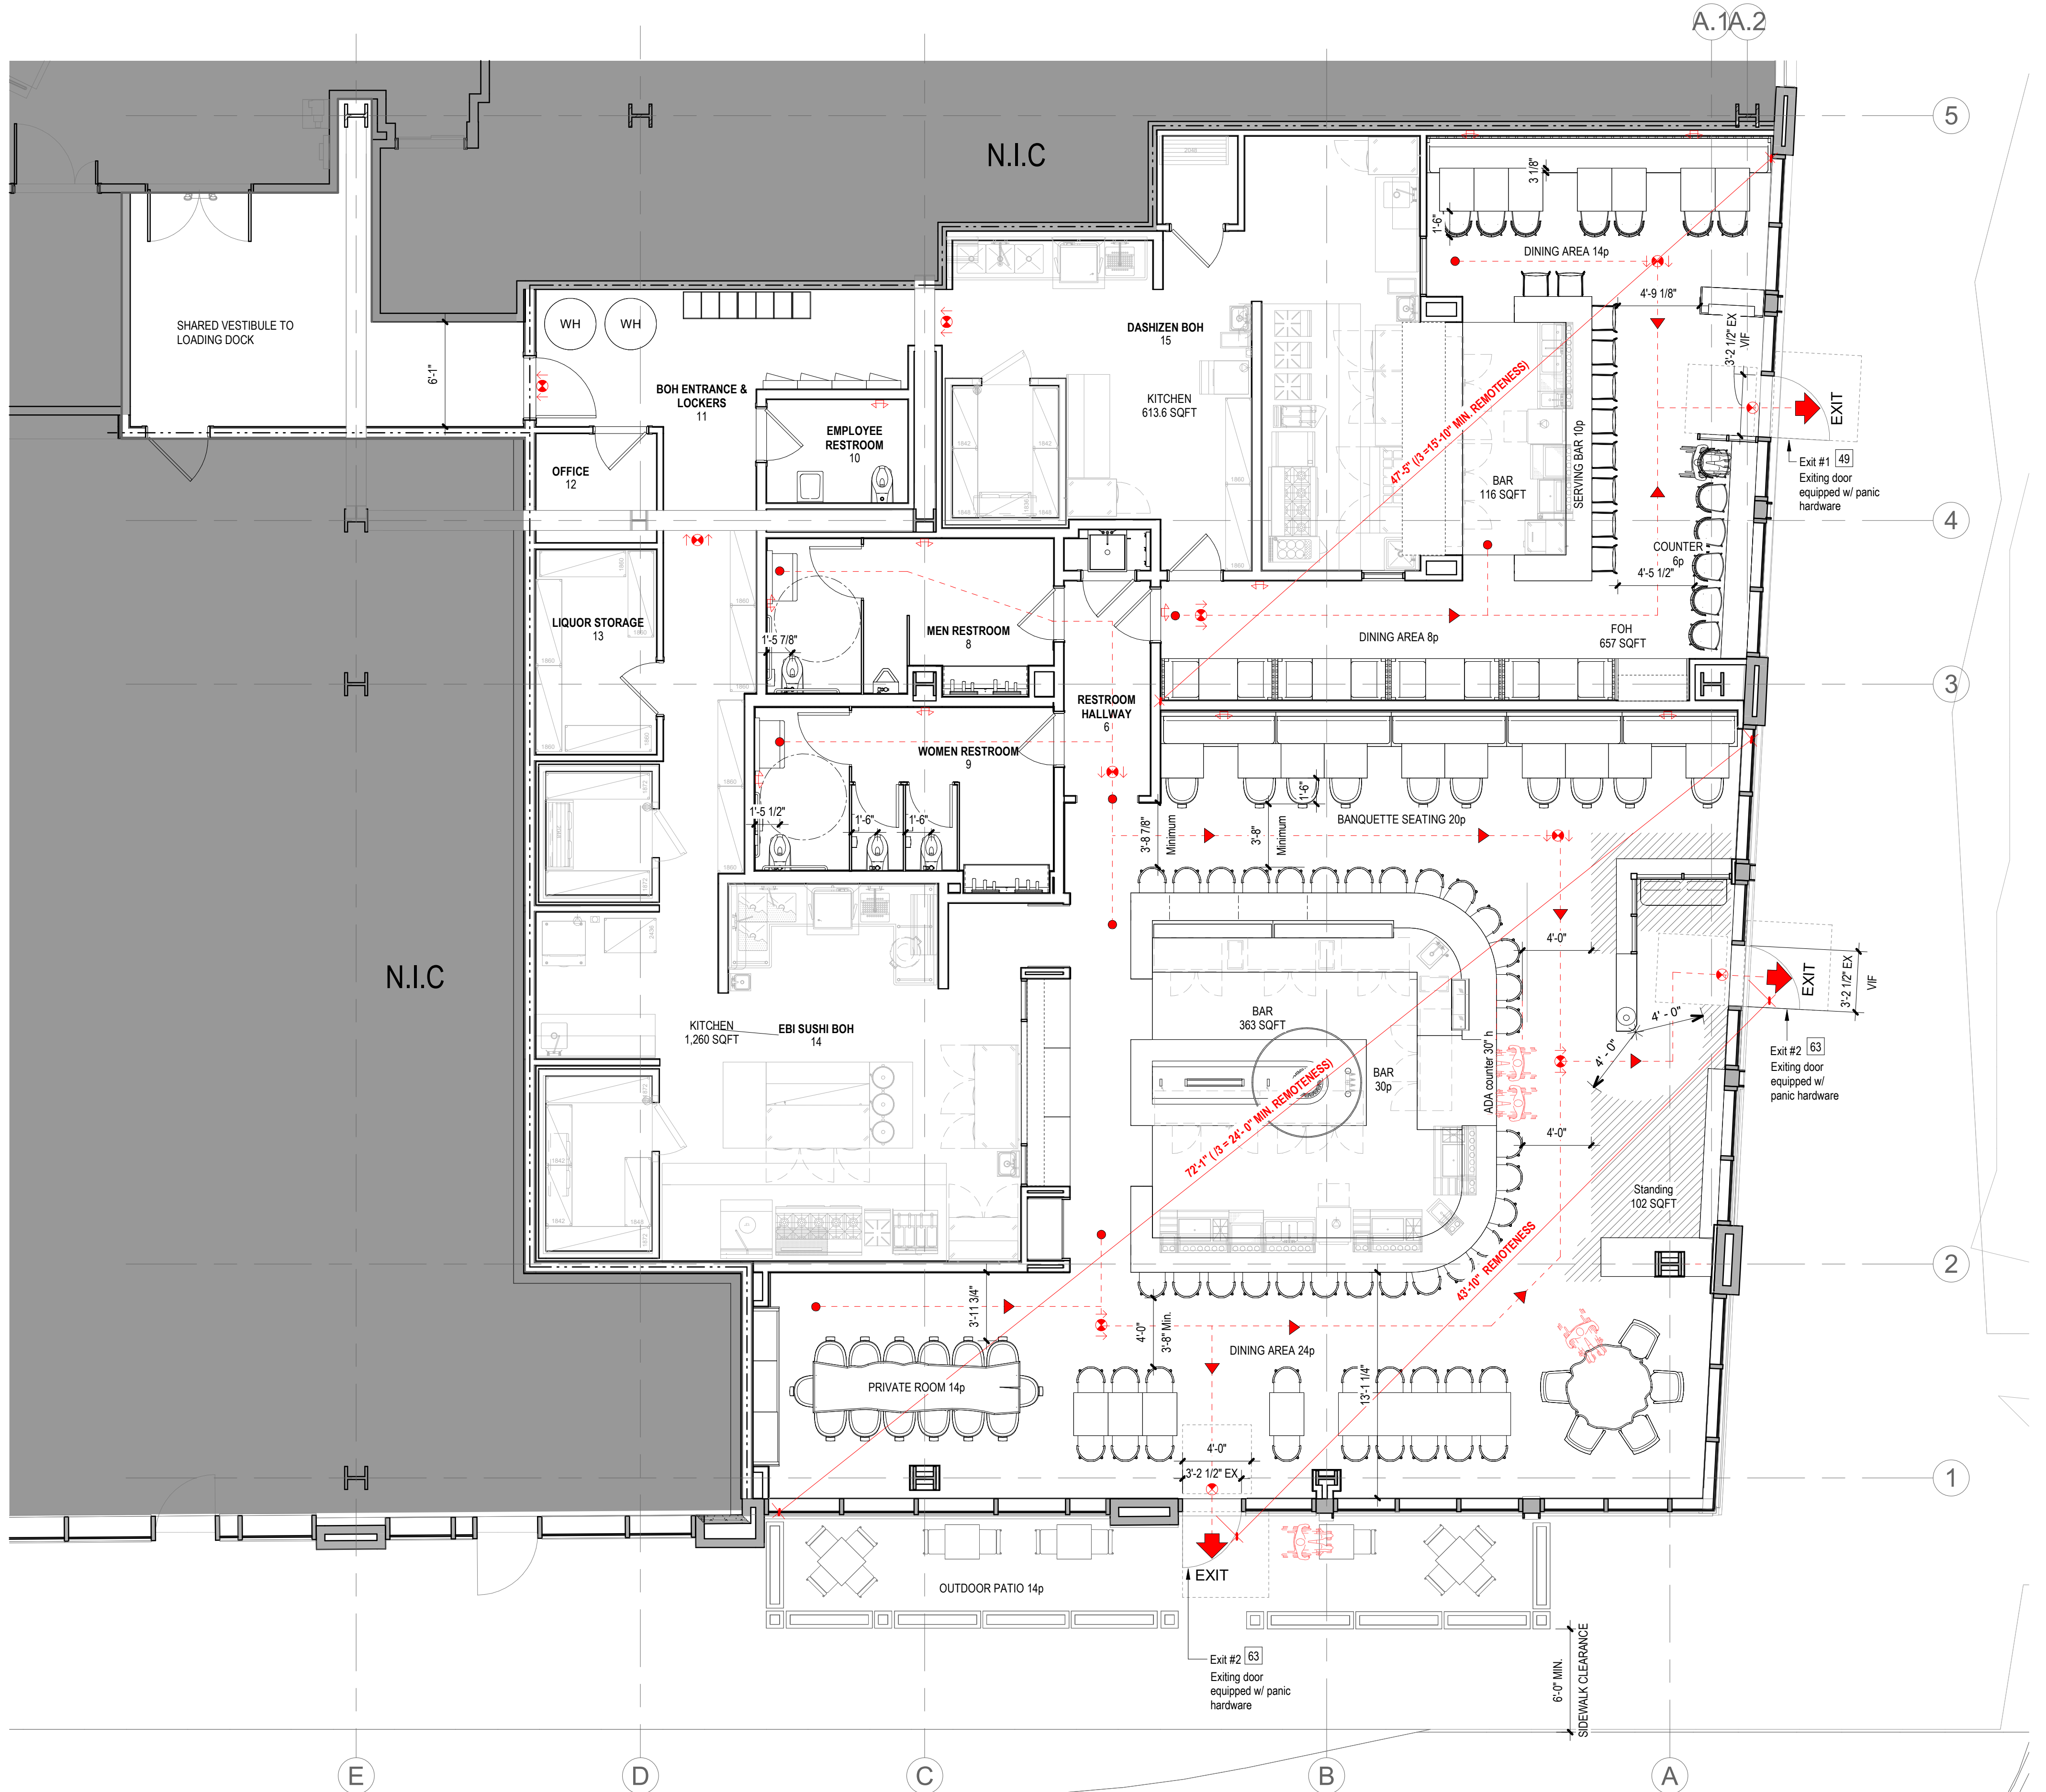 A.1
A.2
5
N.I.C
3 1/8"
1'-6"
DINING AREA 14p
SHARED VESTIBULE TO
LOADING DOCK
WH
WH
6'-1"
DASHIZEN BOH
15
4'-9 1/8"
3'-2 1/2" EX
VIF
BOH ENTRANCE &
LOCKERS
11
KITCHEN
613.6 SQFT
47'-5" (/3 =15'-10" MIN. REMOTENESS)
EXIT
EMPLOYEE
RESTROOM
10
OFFICE
12
SERVING BAR 10p
BAR
116 SQFT
Exit #1 49
Exiting door
equipped w/ panic
hardware
4
COUNTER
6p
4'-5 1/2"
LIQUOR STORAGE
13
MEN RESTROOM
8
1'-5 7/8"
DINING AREA 8p
FOH
657 SQFT
3
RESTROOM
HALLWAY
6
WOMEN RESTROOM
9
1'-5 1/2"
1'-6"
1'-6"
1'-6"
BANQUETTE SEATING 20p
3'-8 7/8"
Minimum
3'-8"
Minimum
4'-0"
N.I.C
KITCHEN
1,260 SQFT
EBI SUSHI BOH
14
BAR
363 SQFT
BAR
30p
ADA counter 30" h
72'-1" ( /3 = 24'- 0" MIN. REMOTENESS)
EXIT
3'-2 1/2" EX
VIF
4' - 0"
4' - 0"
Exit #2 63
Exiting door
equipped w/
panic hardware
4'-0"
Standing
102 SQFT
43'-10" REMOTENESS
2
3'-11 3/4"
4'-0"
3'-8" Min.
DINING AREA 24p
13'-1 1/4"
PRIVATE ROOM 14p
4'-0"
3'-2 1/2" EX
1
EXIT
OUTDOOR PATIO 14p
Exit #2 63
Exiting door
equipped w/ panic
hardware
6'-0" MIN.
SIDEWALK CLEARANCE
E
D
C
B
A